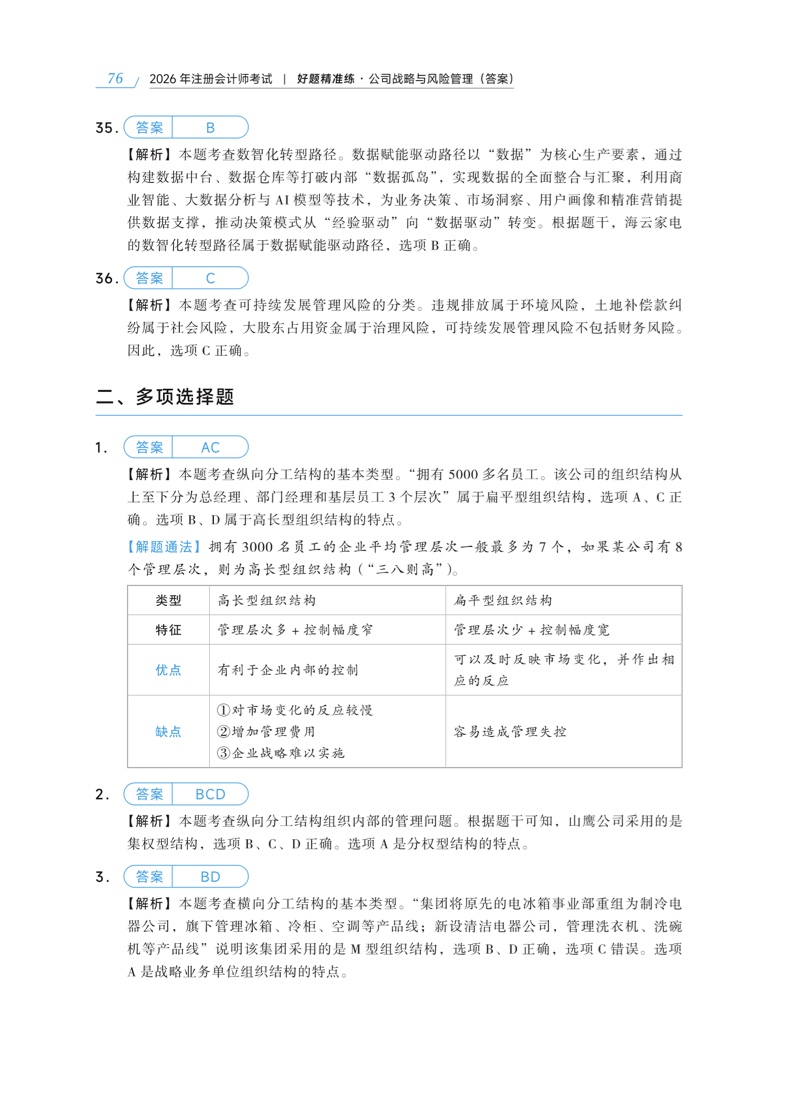 76 2026 年注册会计师考试 | 好题精准练 · 公司战略与风险管理（答案）
35. 答案 B
【解析】本题考查数智化转型路径。数据赋能驱动路径以“数据”为核心生产要素，通过
构建数据中台、数据仓库等打破内部“数据孤岛”，实现数据的全面整合与汇聚，利用商
业智能、大数据分析与 AI 模型等技术，为业务决策、市场洞察、用户画像和精准营销提
供数据支撑，推动决策模式从“经验驱动”向“数据驱动”转变。根据题干，海云家电
的数智化转型路径属于数据赋能驱动路径，选项 B 正确。
36. 答案 C
【解析】本题考查可持续发展管理风险的分类。违规排放属于环境风险，土地补偿款纠
纷属于社会风险，大股东占用资金属于治理风险，可持续发展管理风险不包括财务风险。
因此，选项 C 正确。
二、多项选择题
1. 答案 AC
【解析】本题考查纵向分工结构的基本类型。“拥有 5000 多名员工。该公司的组织结构从
上至下分为总经理、部门经理和基层员工 3 个层次”属于扁平型组织结构，选项 A、C 正
确。选项 B、D 属于高长型组织结构的特点。
【解题通法】拥有 3000 名员工的企业平均管理层次一般最多为 7 个，如果某公司有 8
个管理层次，则为高长型组织结构（“三八则高”）。
类型 高长型组织结构 扁平型组织结构
特征 管理层次多 + 控制幅度窄 管理层次少 + 控制幅度宽
优点 有利于企业内部的控制 可以及时反映市场变化，并作出相
应的反应
缺点 ①对市场变化的反应较慢
②增加管理费用 容易造成管理失控
③企业战略难以实施
2. 答案 BCD
【解析】本题考查纵向分工结构组织内部的管理问题。根据题干可知，山鹰公司采用的是
集权型结构，选项 B、C、D 正确。选项 A 是分权型结构的特点。
3. 答案 BD
【解析】本题考查横向分工结构的基本类型。“集团将原先的电冰箱事业部重组为制冷电
器公司，旗下管理冰箱、冷柜、空调等产品线；新设清洁电器公司，管理洗衣机、洗碗
机等产品线”说明该集团采用的是 M 型组织结构，选项 B、D 正确，选项 C 错误。选项
A 是战略业务单位组织结构的特点。